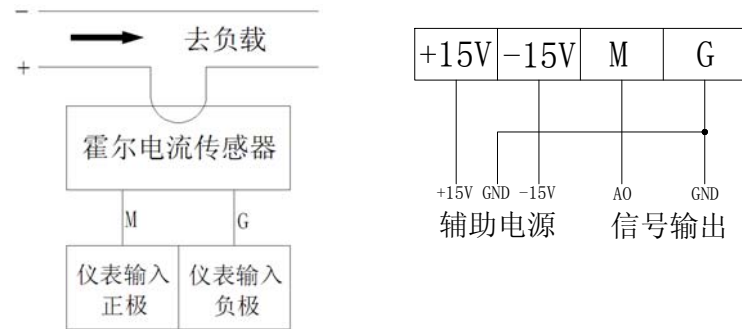 −
去负载
+
霍尔电流传感器
M G
仪表输入 仪表输入
正极 负极
+15V -15V M G
+15V GND -15V AO GND
辅助电源 信号输出